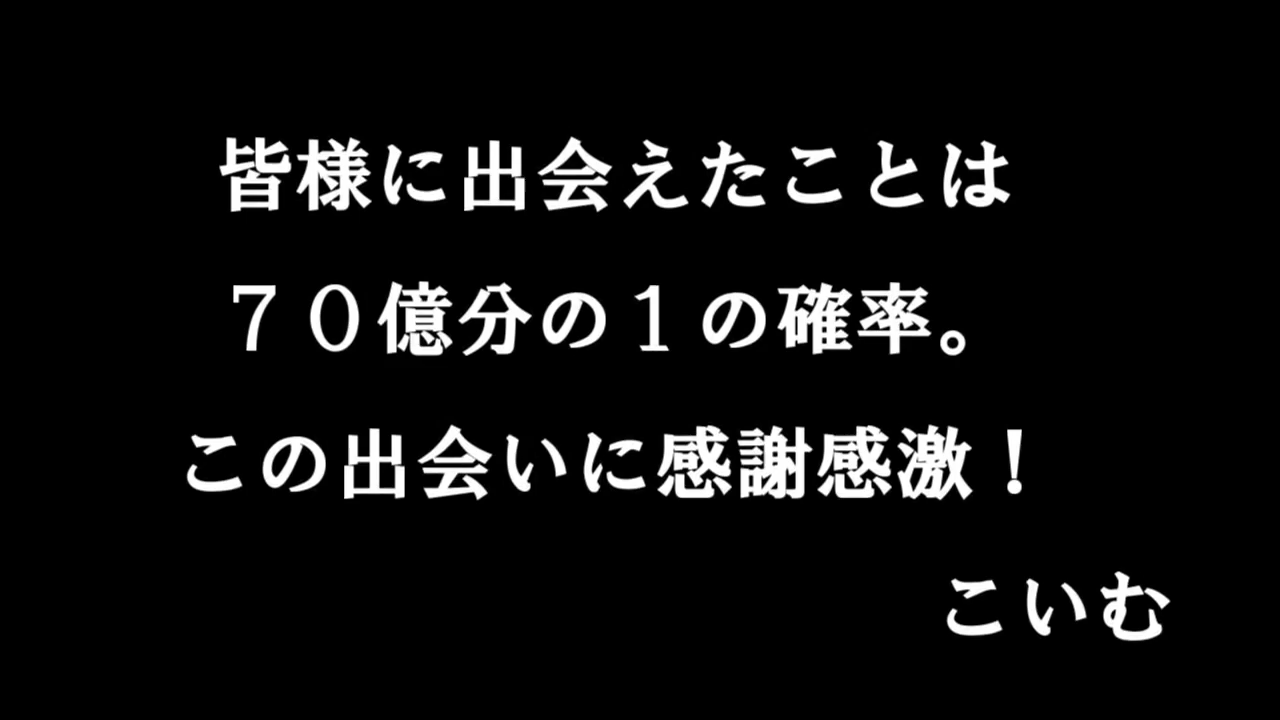 皆様に出会えたことは
７０億分の１の確率。
この出会いに感謝感激！
こいむ